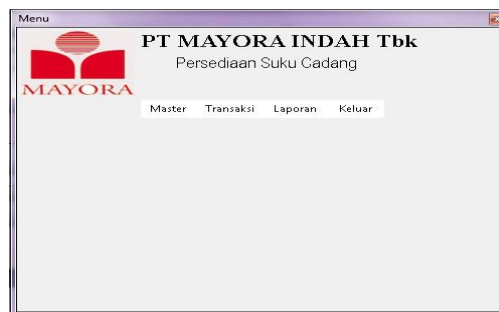 Menu
PT MAYORA INDAH Tbk
Persediaan Suku Cadang
MAYORA
Master Transaksi Laporan Keluar